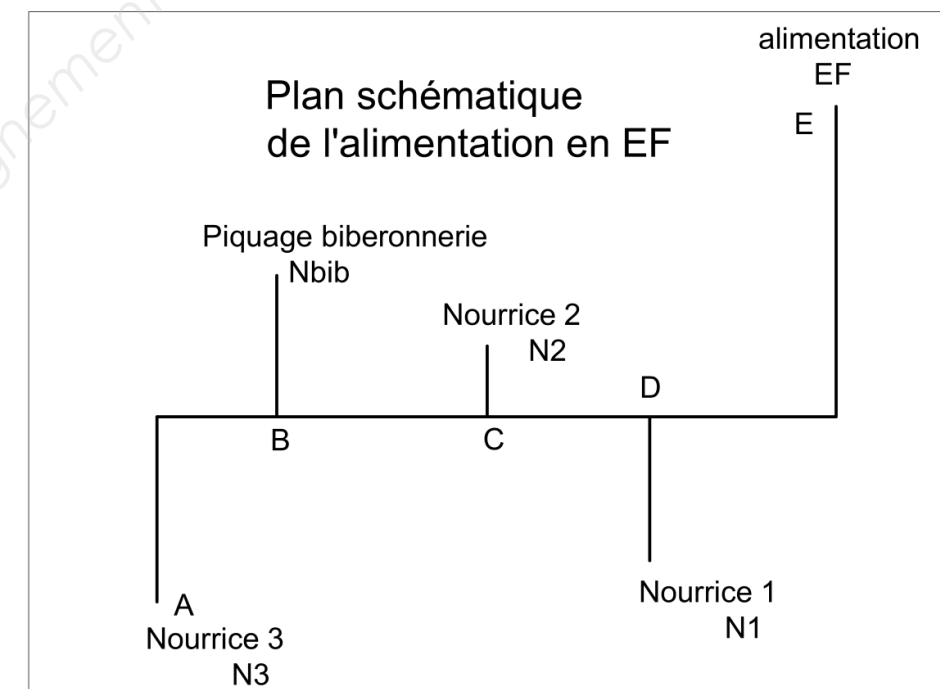 alimentation
EF
E
Plan schématique
de l'alimentation en EF
Piquage biberonnerie
Nbib
Nourrice 2
N2
D
B
C
A
Nourrice 3
N3
Nourrice 1
N1